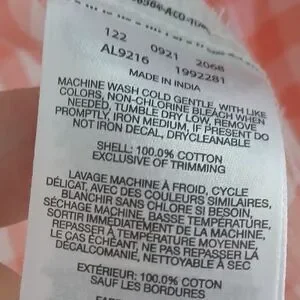 122 0921 2068
AL9216 1992281
MADE IN INDIA
MACHINE WASH COLD GENTLE, WITH LIKE
COLORS, NON-CHLORINE BLEACH WHEN
NEEDED, TUMBLE DRY LOW, REMOVE
PROMPTLY, IRON MEDIUM, IF PRESENT DO
NOT IRON DECAL, DRYCLEANABLE
SHELL: 100.0% COTTON
EXCLUSIVE OF TRIMMING
LAVAGE MACHINE À FROID, CYCLE
DÉLICAT, AVEC DES COULEURS SIMILAIRES,
BLANCHIR SANS CHLORE SI BESOIN,
SÉCHAGE MACHINE, BASSE TEMPÉRATURE,
SORTIR IMMÉDIATEMENT DE LA MACHINE,
REPASSER À TEMPÉRATURE MOYENNE,
LE CAS ÉCHÉANT, NE PAS REPASSER LÁ
DÉCALCOMANIE, NETTOYABLE À SEC
EXTÉRIEUR: 100.0% COTON
SAUF LES BORDURES